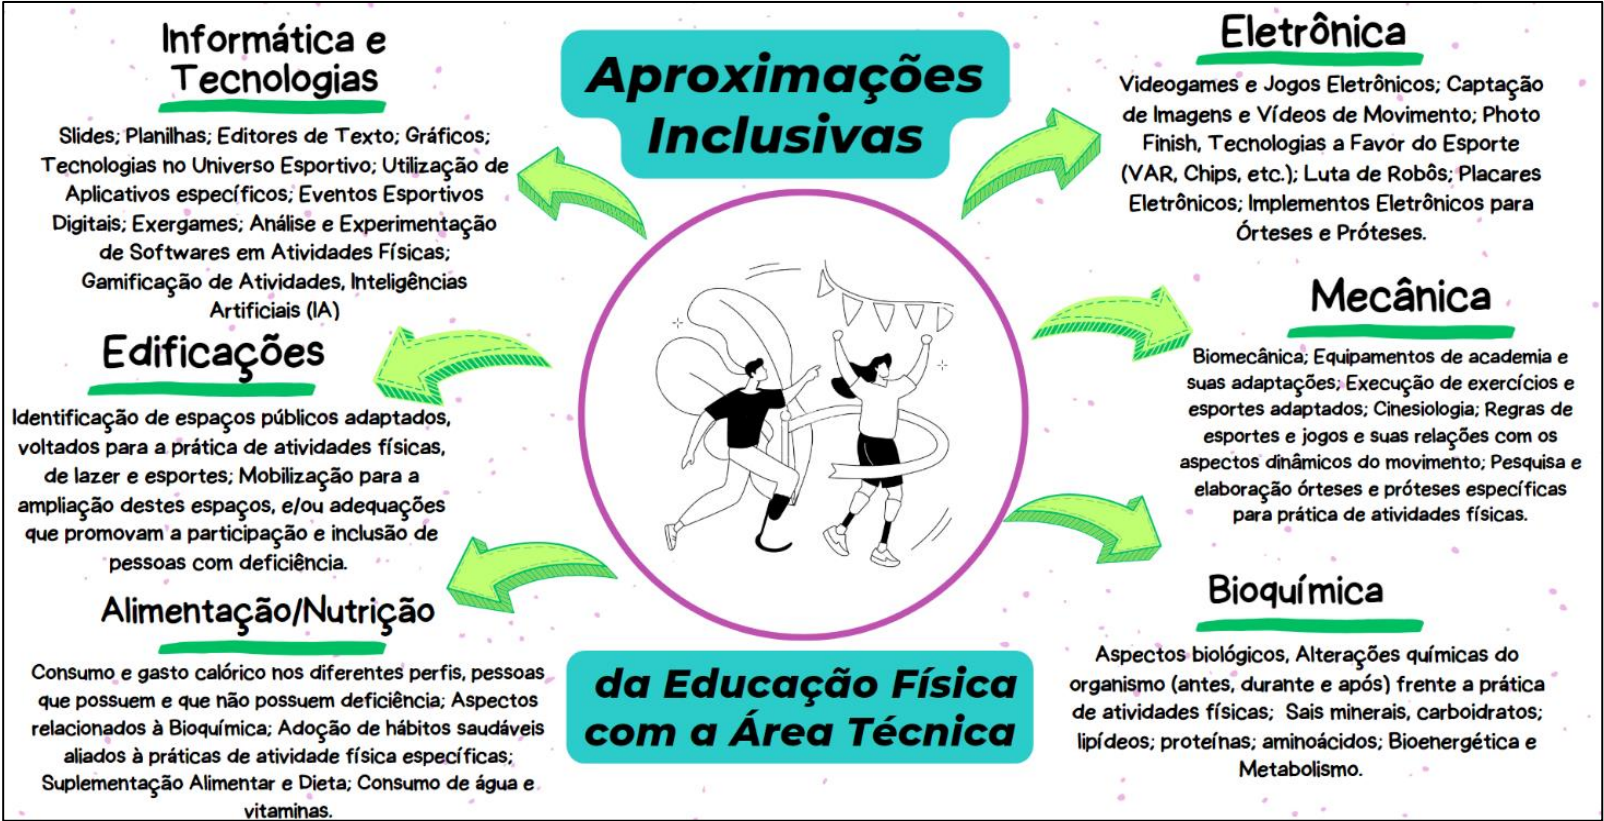 Informática e
Tecnologias
Slides; Planilhas; Editores de Texto; Gráficos;
Tecnologias no Universo Esportivo; Utilização de
Aplicativos específicos; Eventos Esportivos
Digitais; Exergames; Análise e Experimentação
de Softwares em Atividades Físicas;
Gamificação de Atividades, Inteligências
Artificiais (IA)
Edificações
Identificação de espaços públicos adaptados,
voltados para a prática de atividades físicas,
de lazer e esportes; Mobilização para a
ampliação destes espaços, e/ou adequações
que promovam a participação e inclusão de
pessoas com deficiência.
Alimentação/Nutrição
Consumo e gasto calórico nos diferentes perfis, pessoas
que possuem e que não possuem deficiência; Aspectos
relacionados à Bioquímica; Adoção de hábitos saudáveis
aliados à práticas de atividade física específicas;
Suplementação Alimentar e Dieta; Consumo de água e
vitaminas.
Aproximações
Inclusivas
da Educação Física
com a Área Técnica
Eletrônica
Videogames e Jogos Eletrônicos; Captação
de Imagens e Vídeos de Movimento; Photo
Finish, Tecnologias a Favor do Esporte
(VAR, Chips, etc.); Luta de Robôs; Placares
Eletrônicos; Implementos Eletrônicos para
Órteses e Próteses.
Mecânica
Biomecânica; Equipamentos de academia e
suas adaptações; Execução de exercícios e
esportes adaptados; Cinesiologia; Regras de
esportes e jogos e suas relações com os
aspectos dinâmicos do movimento; Pesquisa e
elaboração órteses e próteses específicas
para prática de atividades físicas.
Bioquímica
Aspectos biológicos, Alterações químicas do
organismo (antes, durante e após) frente a prática
de atividades físicas; Sais minerais, carboidratos;
lipídeos; proteínas; aminoácidos; Bioenergética e
Metabolismo.